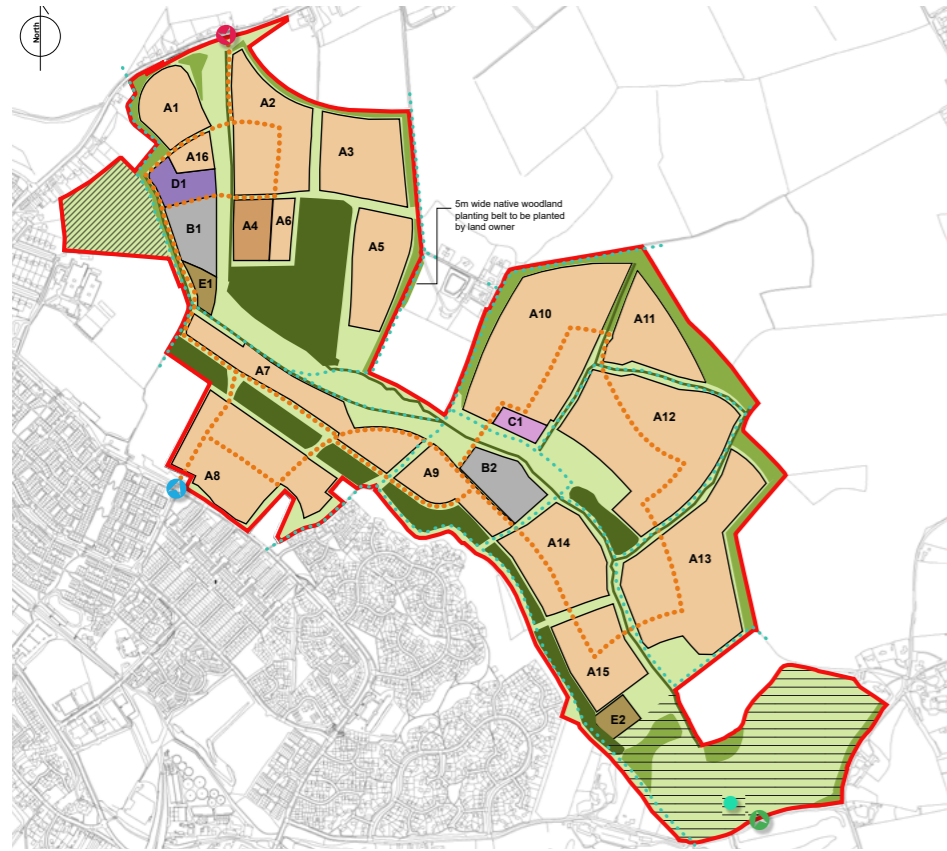 North
A1
A2
A16
A3
D1
5m wide native woodland
planting belt to be planted
by land owner
B1
A4
A6
A5
E1
A10
A11
A7
C1
A12
B2
A8
A9
A14
A13
A15
E2